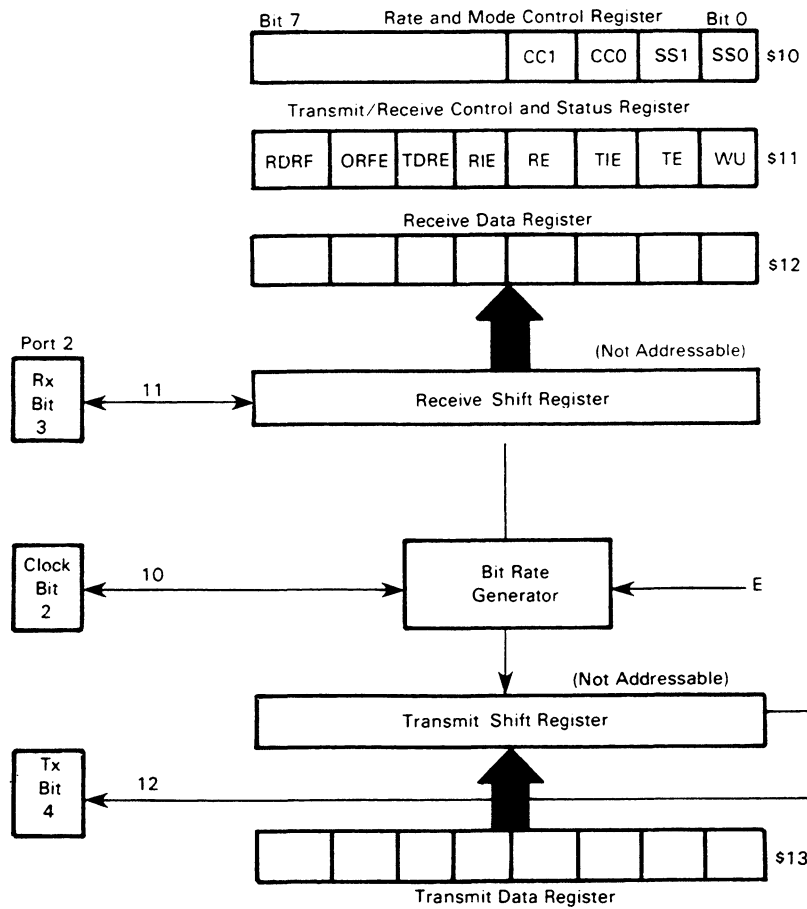 Bit 7 Rate and Mode Control Register Bit 0
CC1 CC0 SS1 SS0 $10
Transmit/Receive Control and Status Register
RDRF ORFE TDRE RIE RE TIE TE WU $11
Receive Data Register
$12
Port 2
(Not Addressable)
Rx
Bit
3
11
Receive Shift Register
Clock
Bit
2
10
Bit Rate
Generator
E
(Not Addressable)
Transmit Shift Register
Tx
Bit
4
12
$13
Transmit Data Register